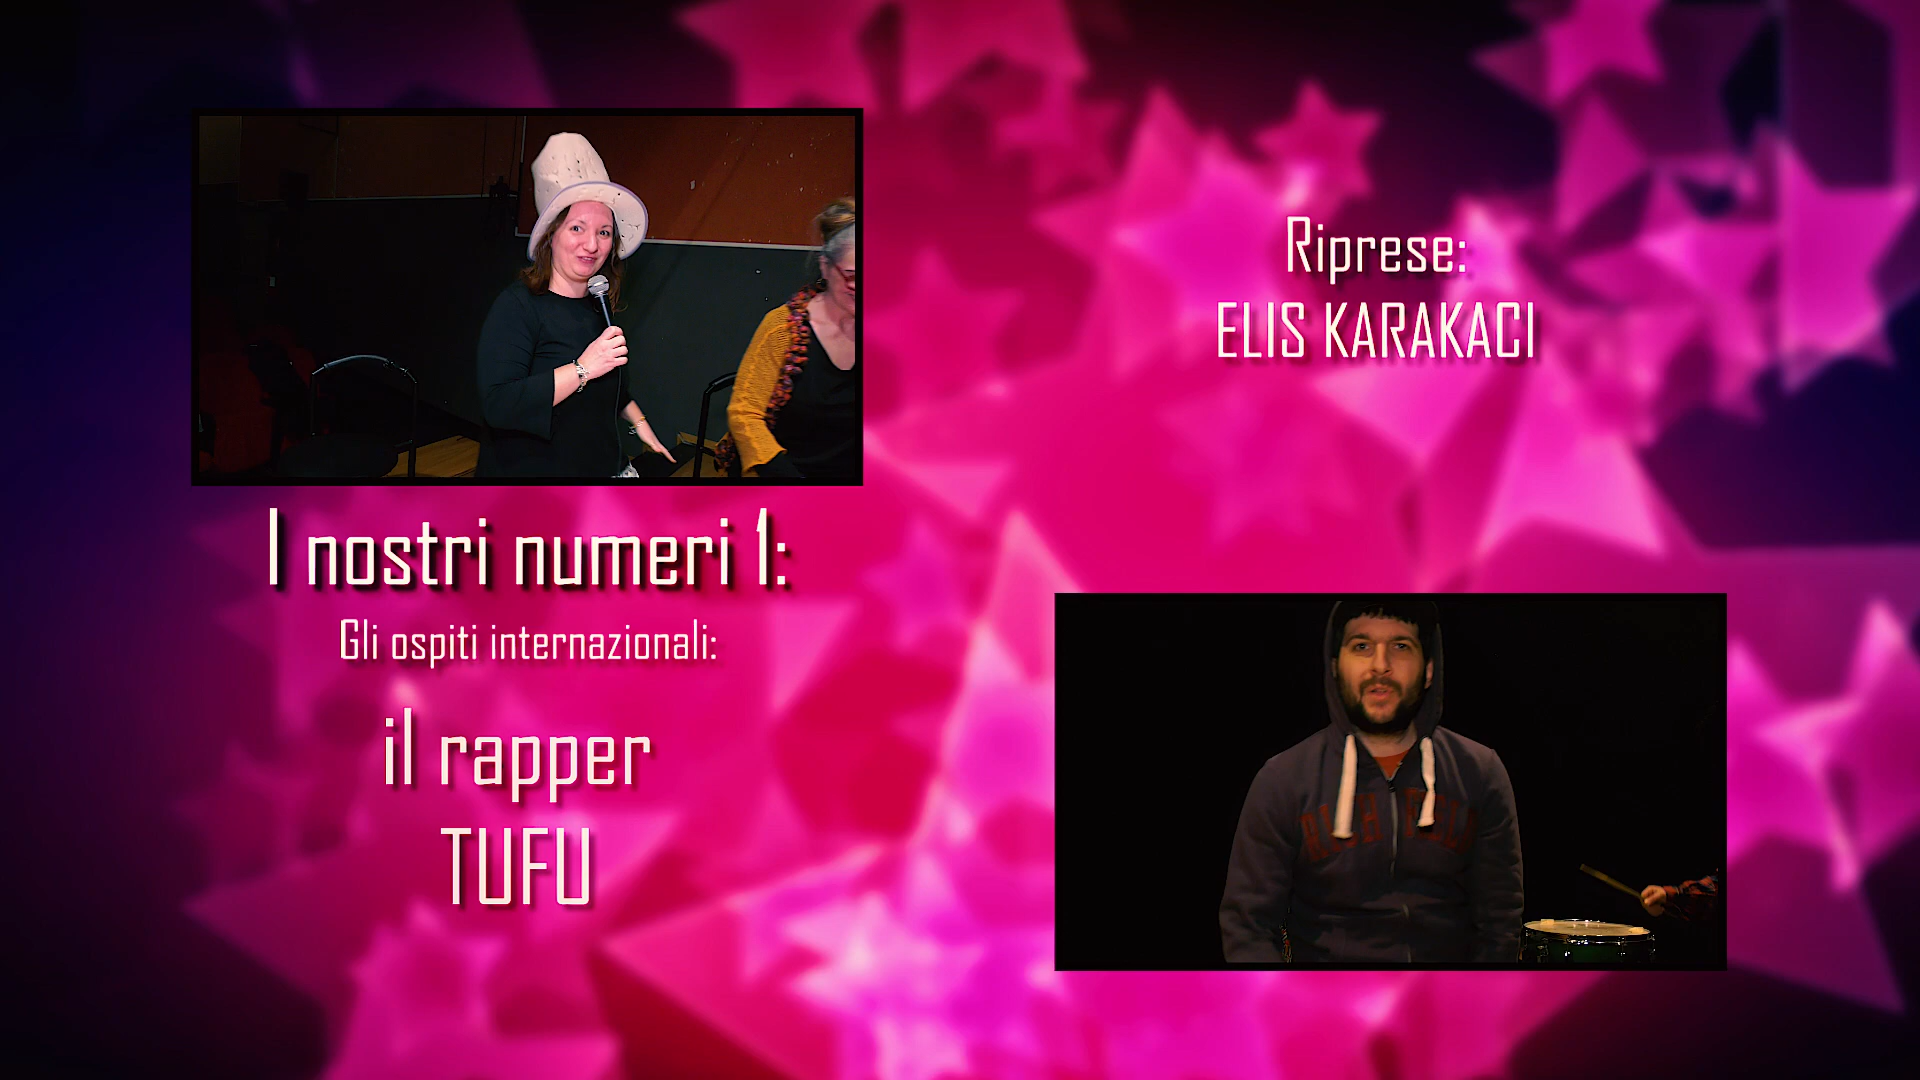 Riprese:
ELIS KARAKACI
I nostri numeri 1:
Gli ospiti internazionali:
il rapper
TUFU